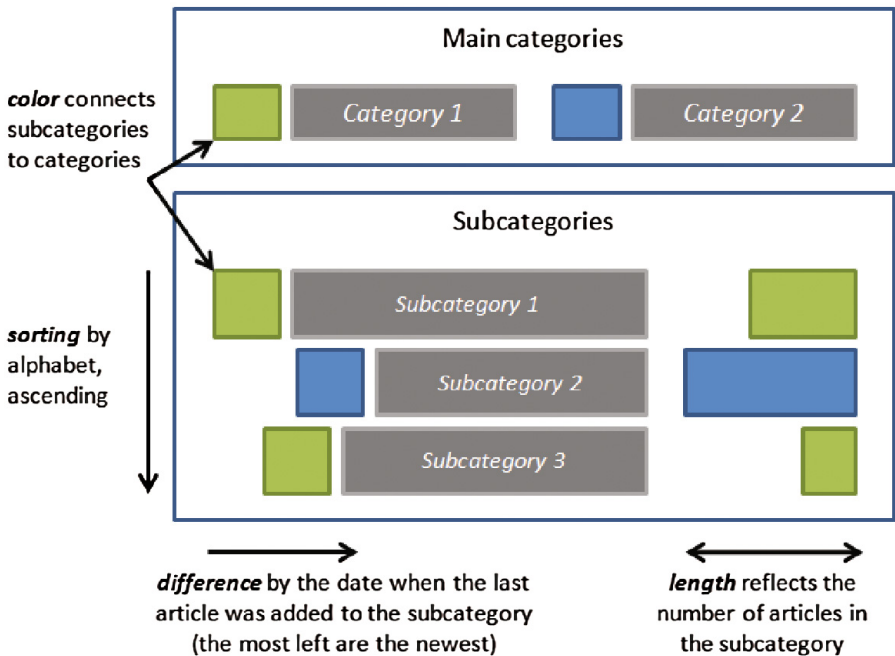 Main categories
color connects
subcategories
to categories
Category 1
Category 2
Subcategories
sorting by
alphabet,
ascending
Subcategory 1
Subcategory 2
Subcategory 3
difference by the date when the last
article was added to the subcategory
(the most left are the newest)
length reflects the
number of articles in
the subcategory